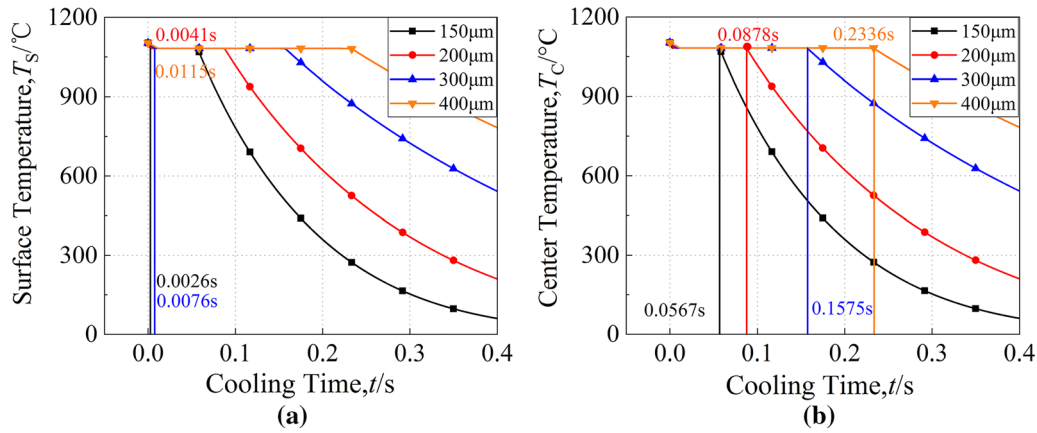 1200
900
600
300
0
Surface Temperature,TS/℃
0.0041s
0.0115s
0.0026s
0.0076s
150μm
200μm
300μm
400μm
0.0
0.1
0.2
0.3
0.4
Cooling Time,t/s
(a)
1200
900
600
300
0
Center Temperature,TC/°C
0.0878s
0.2336s
0.0567s
0.1575s
150μm
200μm
300μm
400μm
0.0
0.1
0.2
0.3
0.4
Cooling Time,t/s
(b)